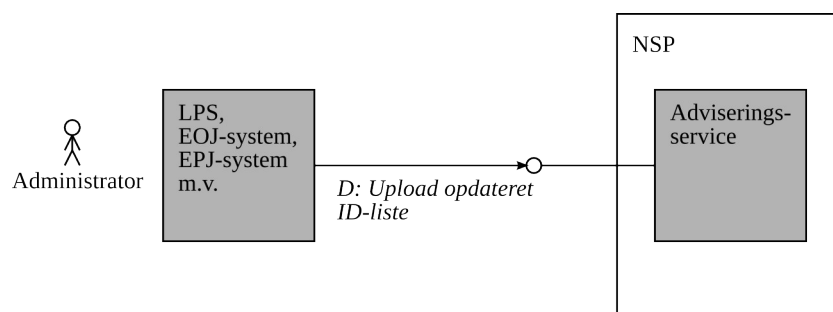 NSP
LPS,
EOJ-system,
EPJ-system
m.v.
Adviserings-
service
Administrator
D: Upload opdateret
ID-liste